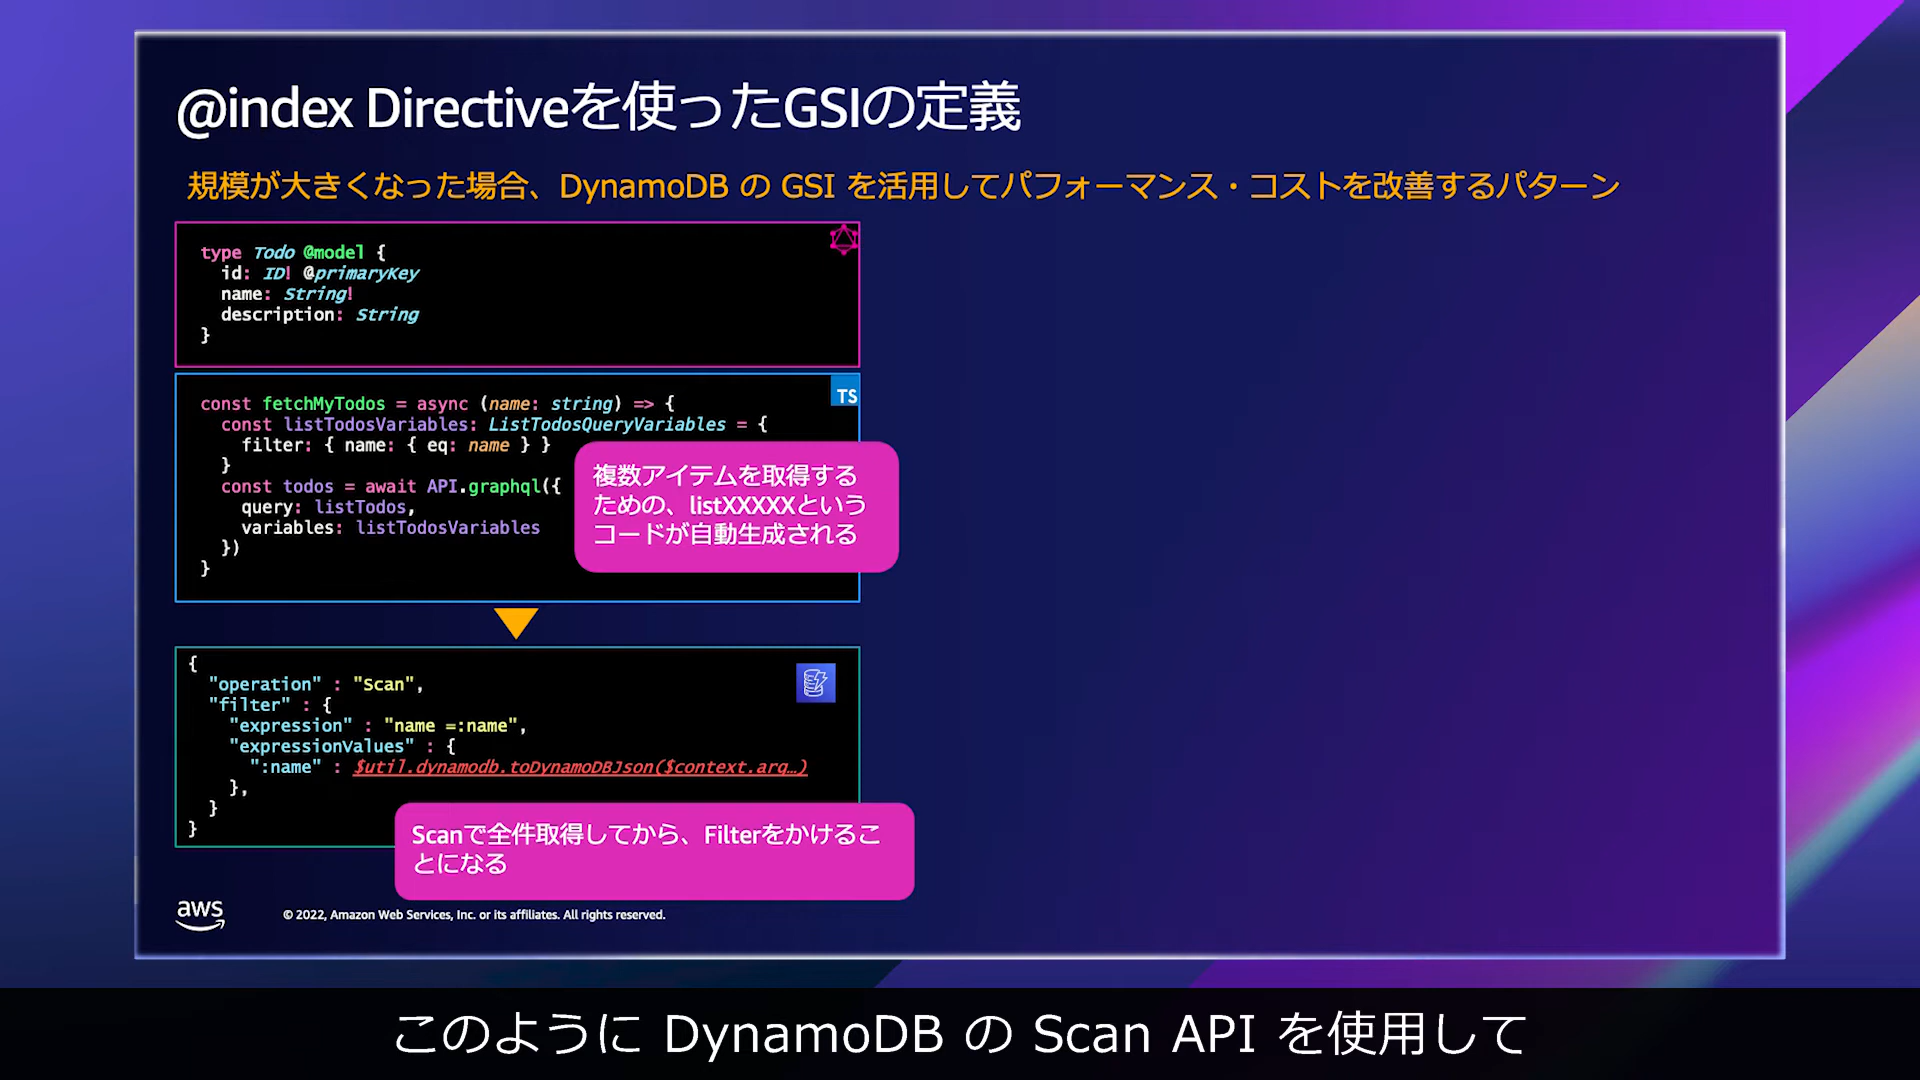 @index Directiveを使ったGSIの定義
規模が大きくなった場合、DynamoDB の GSI を活用してパフォーマンス・コストを改善するパターン
type Todo @model {
id: ID! @primaryKey
name: String!
description: String
}
TS
const fetchMyTodos = async (name: string) => {
const listTodosVariables: ListTodosQueryVariables = {
filter: { name: { eq: name } }
}
const todos = await API.graphql({
query: listTodos,
variables: listTodosVariables
})
}
複数アイテムを取得する
ための、listXXXXXという
コードが自動生成される
{
"operation" : "Scan",
"filter" : {
"expression" : "name =:name",
"expressionValues" : {
":name" : $util.dynamodb.toDynamoDBJson($context.arg…)
},
}
}
Scanで全件取得してから、Filterをかけるこ
とになる
aws
© 2022, Amazon Web Services, Inc. or its affiliates. All rights reserved.
このように DynamoDB の Scan API を使用して